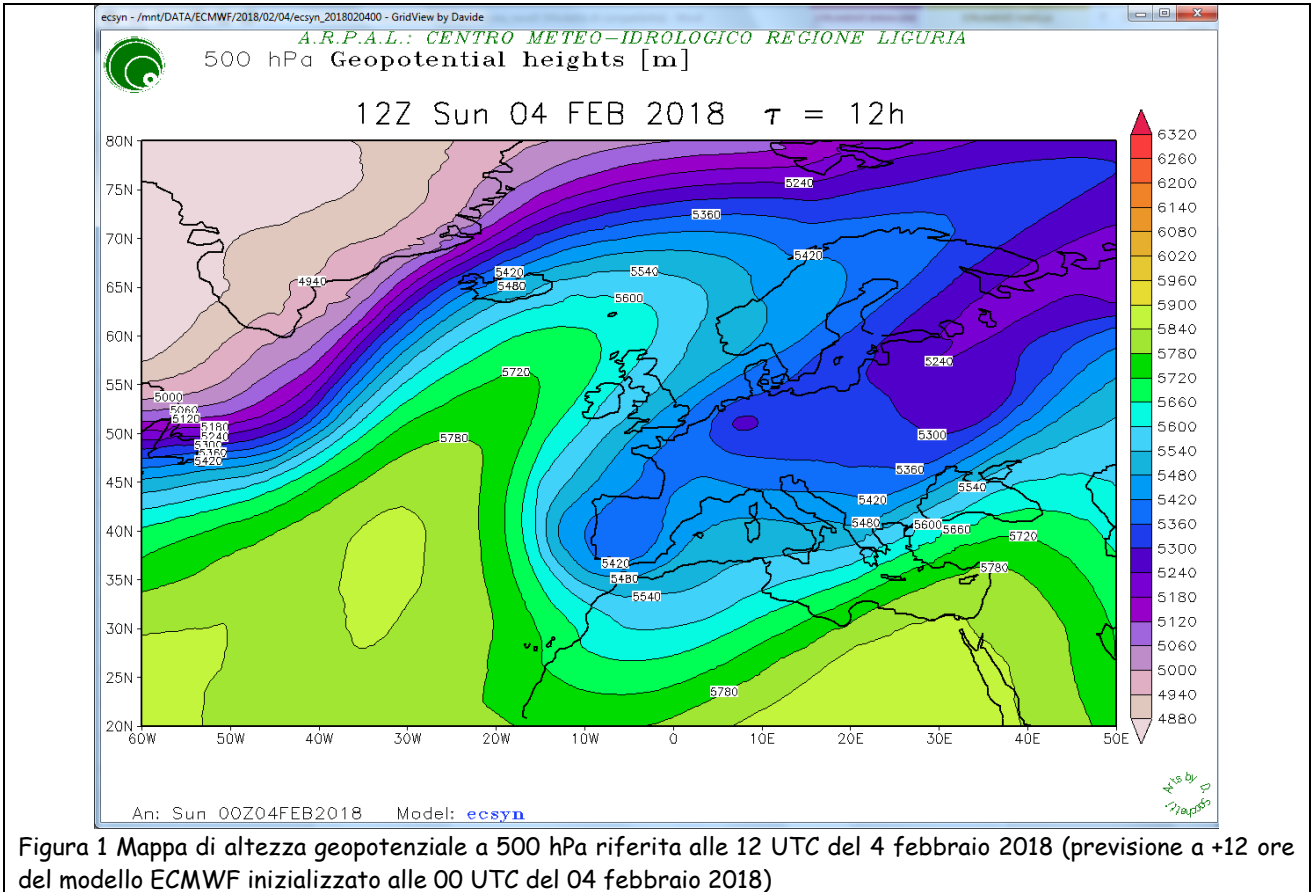 ecsyn - /mnt/DATA/ECMWF/2018/02/04/ecsyn_2018020400 - GridView by Davide
A.R.P.A.L.: CENTRO METEO-IDROLOGICO REGIONE LIGURIA
500 hPa Geopotential heights [m]
12Z Sun 04 FEB 2018 τ = 12h
80N
75N
70N
65N
60N
55N
50N
45N
40N
35N
30N
25N
20N
60W 50W 40W 30W 20W 10W 0 10E 20E 30E 40E 50E
5240
5360
5420
5420
5480
5540
5600
4940
5720
5240
5000
5060
5120
5180
5240
5300
5360
5420
5780
5300
5360
5420
5540
5480
5600
5660
5720
5420
5480
5540
5780
5780
6320
6260
6200
6140
6080
6020
5960
5900
5840
5780
5720
5660
5600
5540
5480
5420
5360
5300
5240
5180
5120
5060
5000
4940
4880
An: Sun 00Z04FEB2018 Model: ecsyn
Arts by D.
Figura 1 Mappa di altezza geopotenziale a 500 hPa riferita alle 12 UTC del 4 febbraio 2018 (previsione a +12 ore
del modello ECMWF inizializzato alle 00 UTC del 04 febbraio 2018)